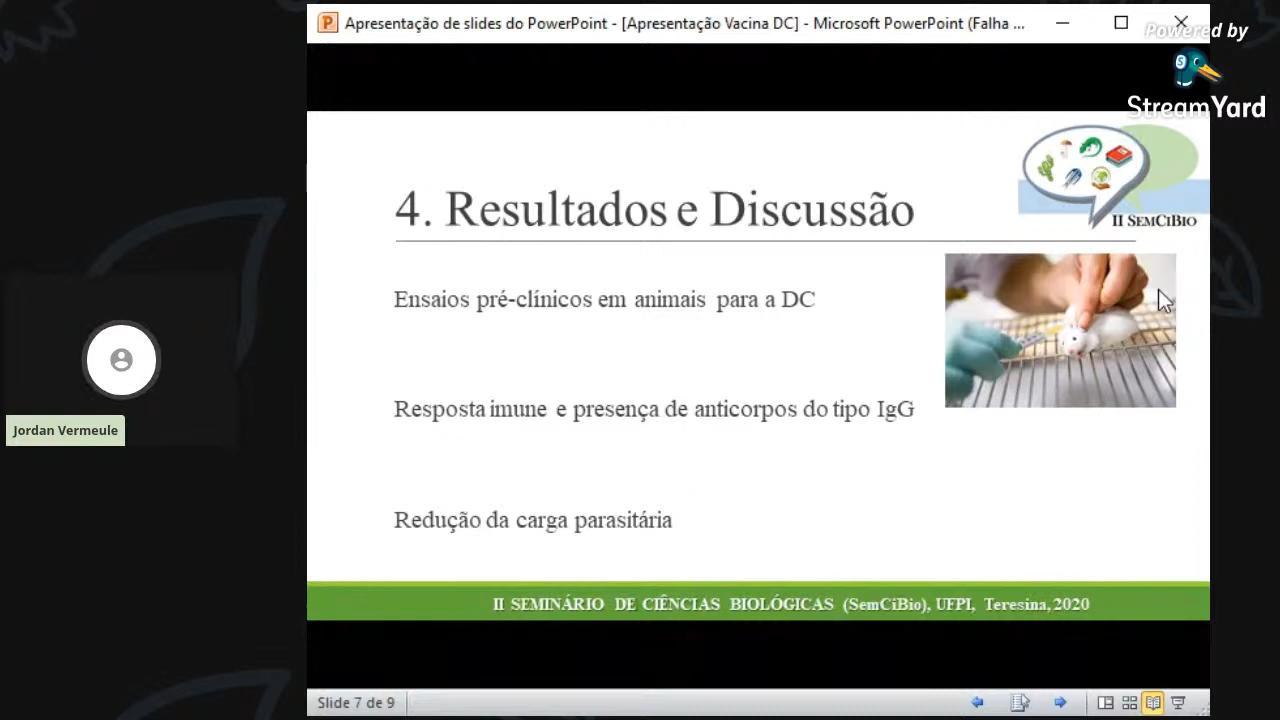 Apresentação de slides do PowerPoint - [Apresentação Vacina DC] - Microsoft PowerPoint (Falha ...
Powered by
StreamYard
4. Resultados e Discussão
II SEMCIBIO
Ensaios pré-clínicos em animais para a DC
Resposta imune e presença de anticorpos do tipo IgG
Jordan Vermeule
Redução da carga parasitária
II SEMINÁRIO DE CIÊNCIAS BIOLÓGICAS (SemCiBio), UFPI, Teresina, 2020
Slide 7 de 9